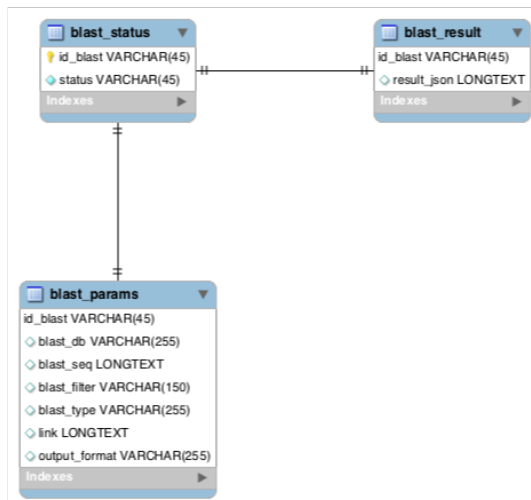 blast_status
id_blast VARCHAR(45)
status VARCHAR(45)
Indexes
blast_result
id_blast VARCHAR(45)
result_json LONGTEXT
Indexes
blast_params
id_blast VARCHAR(45)
blast_db VARCHAR(255)
blast_seq LONGTEXT
blast_filter VARCHAR(150)
blast_type VARCHAR(255)
link LONGTEXT
output_format VARCHAR(255)
Indexes